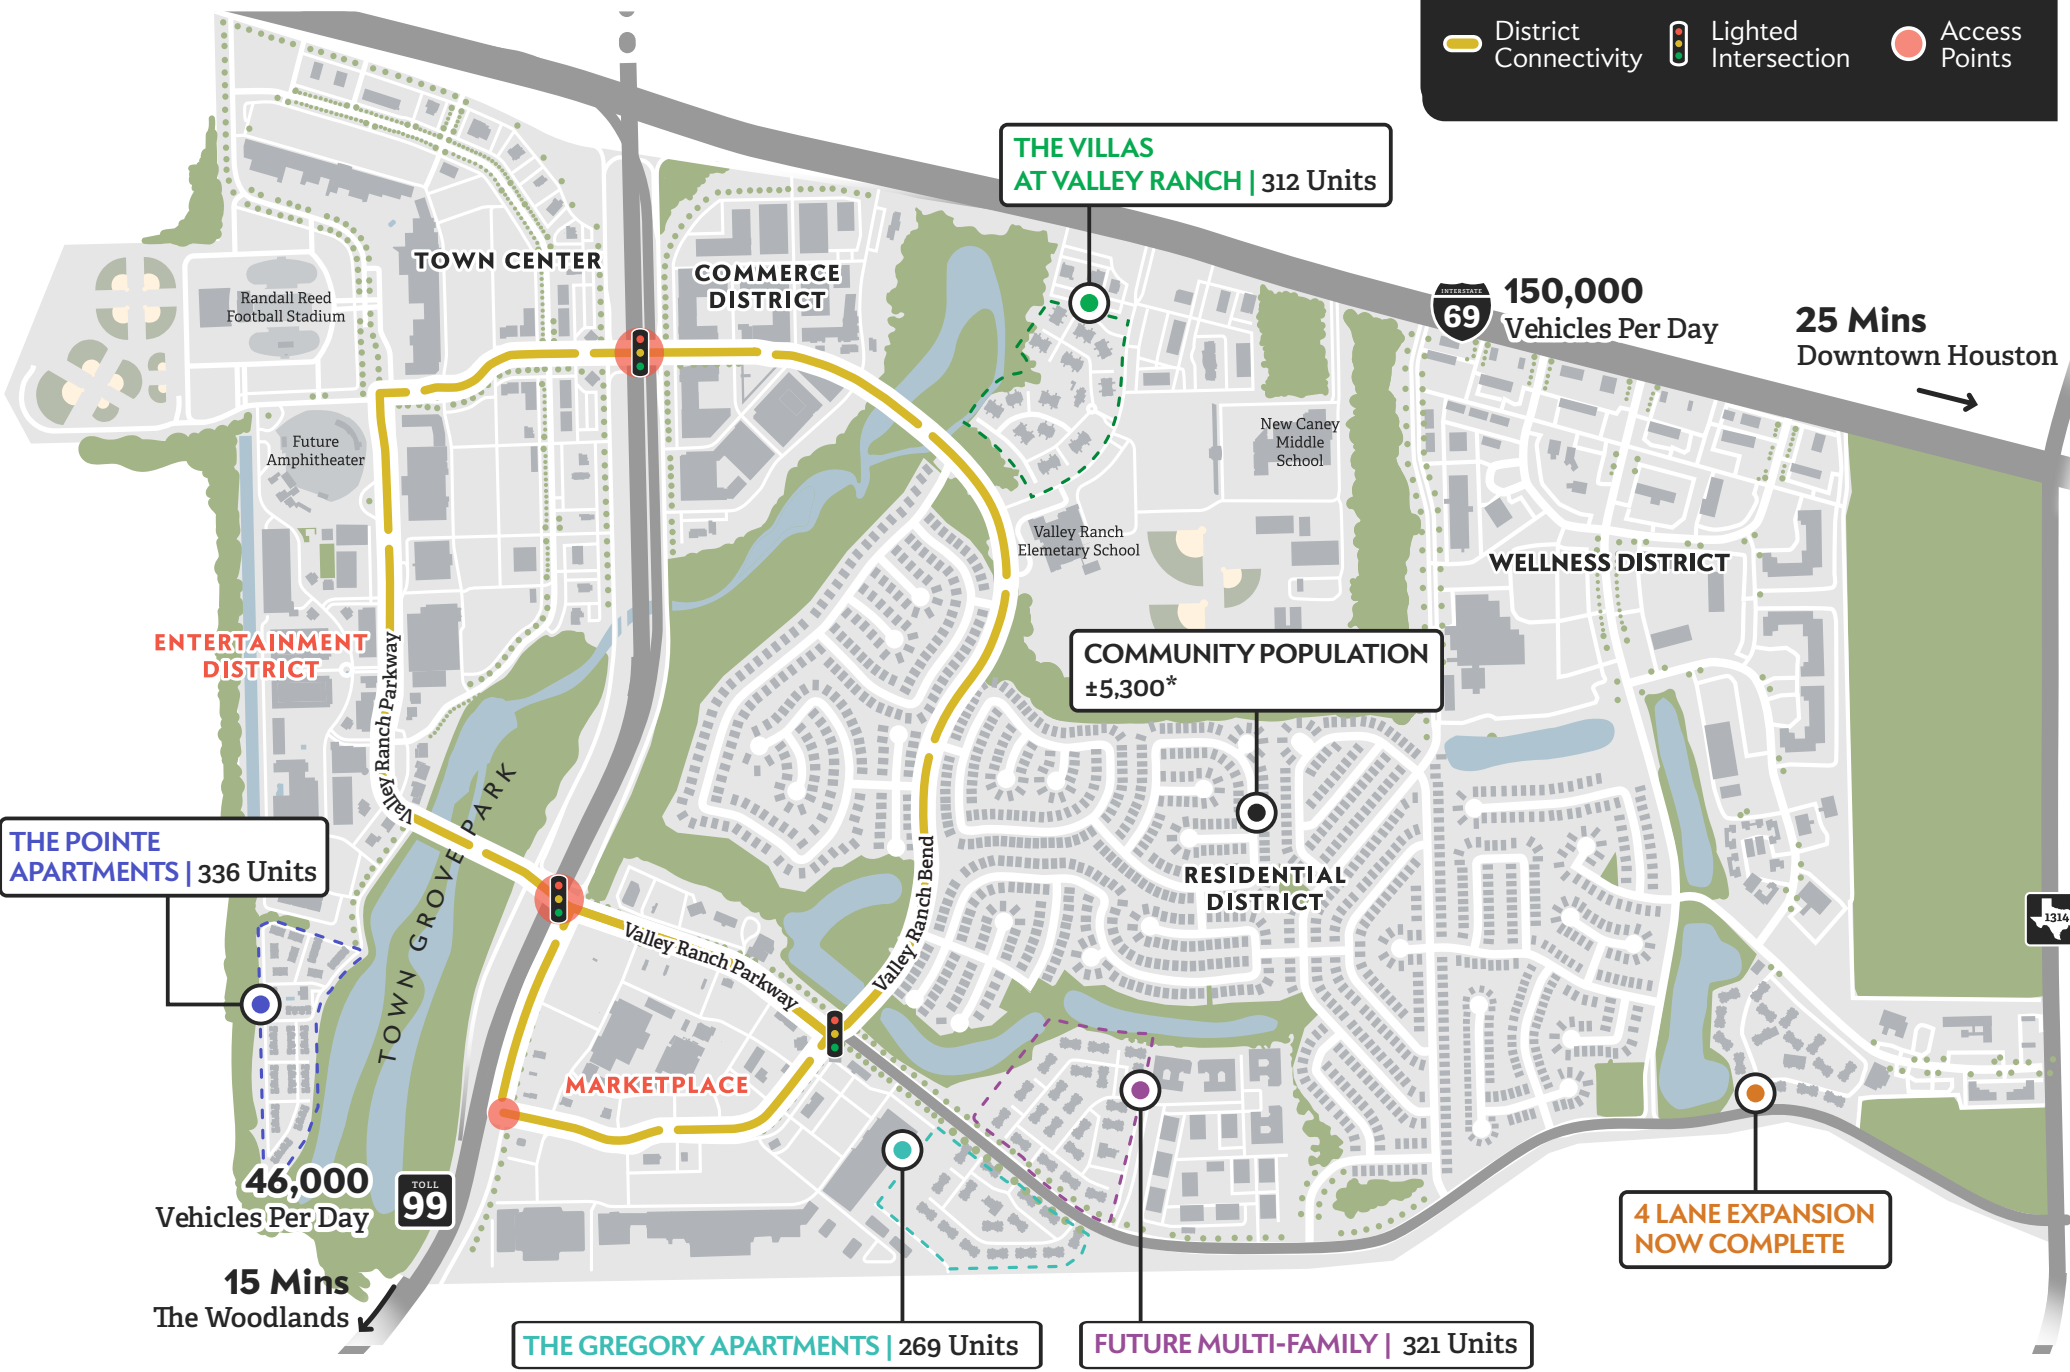 District
Connectivity
Lighted
Intersection
Access
Points
THE VILLAS
AT VALLEY RANCH | 312 Units
TOWN CENTER
COMMERCE
DISTRICT
Randall Reed
Football Stadium
INTERSTATE
69
150,000
Vehicles Per Day
25 Mins
Downtown Houston
Future
Amphitheater
New Caney
Middle
School
Valley Ranch
Elemetary School
WELLNESS DISTRICT
ENTERTAINMENT
DISTRICT
Valley Ranch Parkway
COMMUNITY POPULATION
±5,300*
THE POINTE
APARTMENTS | 336 Units
TOWN GROVE PARK
RESIDENTIAL
DISTRICT
Valley Ranch Bend
Valley Ranch Parkway
1314
MARKETPLACE
46,000
Vehicles Per Day
TOLL
99
15 Mins
The Woodlands
4 LANE EXPANSION
NOW COMPLETE
THE GREGORY APARTMENTS | 269 Units
FUTURE MULTI-FAMILY | 321 Units